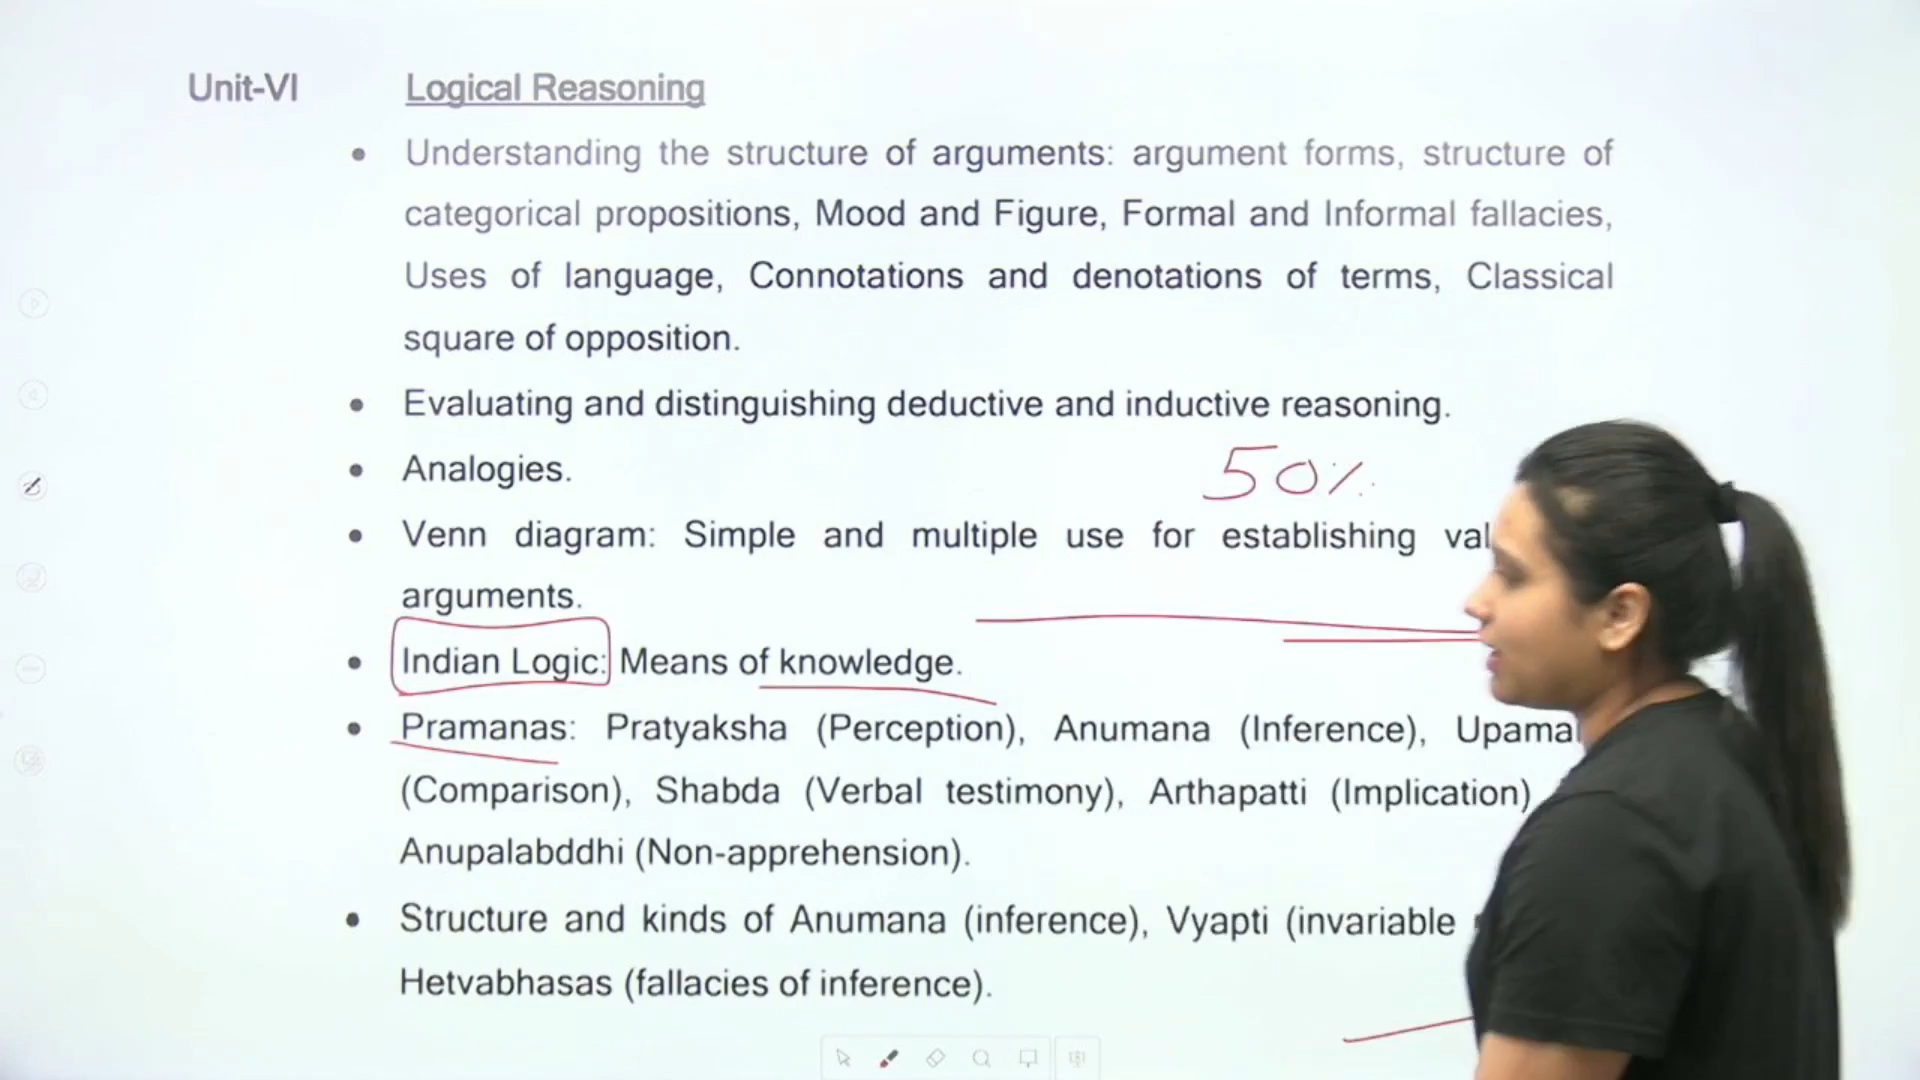 Unit-VI Logical Reasoning
• Understanding the structure of arguments: argument forms, structure of
categorical propositions, Mood and Figure, Formal and Informal fallacies,
Uses of language, Connotations and denotations of terms, Classical
square of opposition.
• Evaluating and distinguishing deductive and inductive reasoning.
• Analogies.
50%
• Venn diagram: Simple and multiple use for establishing
arguments.
• Indian Logic: Means of knowledge.
• Pramanas: Pratyaksha (Perception), Anumana (Inference),
(Comparison), Shabda (Verbal testimony), Arthapatti (Implication)
Anupalabddhi (Non-apprehension).
• Structure and kinds of Anumana (inference), Vyapti (invariable
Hetvabhasas (fallacies of inference).